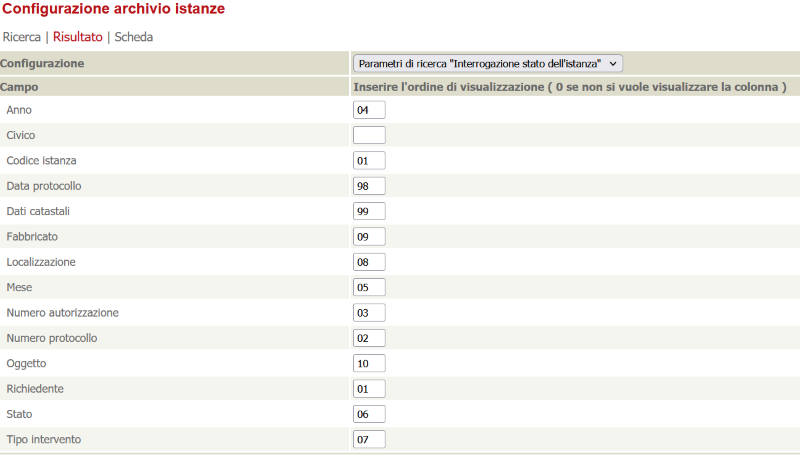 Configurazione archivio istanze
Ricerca | Risultato | Scheda
Configurazione Parametri di ricerca "Interrogazione stato dell'istanza"
Campo Inserire l'ordine di visualizzazione ( 0 se non si vuole visualizzare la colonna )
Anno 04
Civico
Codice istanza 01
Data protocollo 98
Dati catastali 99
Fabbricato 09
Localizzazione 08
Mese 05
Numero autorizzazione 03
Numero protocollo 02
Oggetto 10
Richiedente 01
Stato 06
Tipo intervento 07